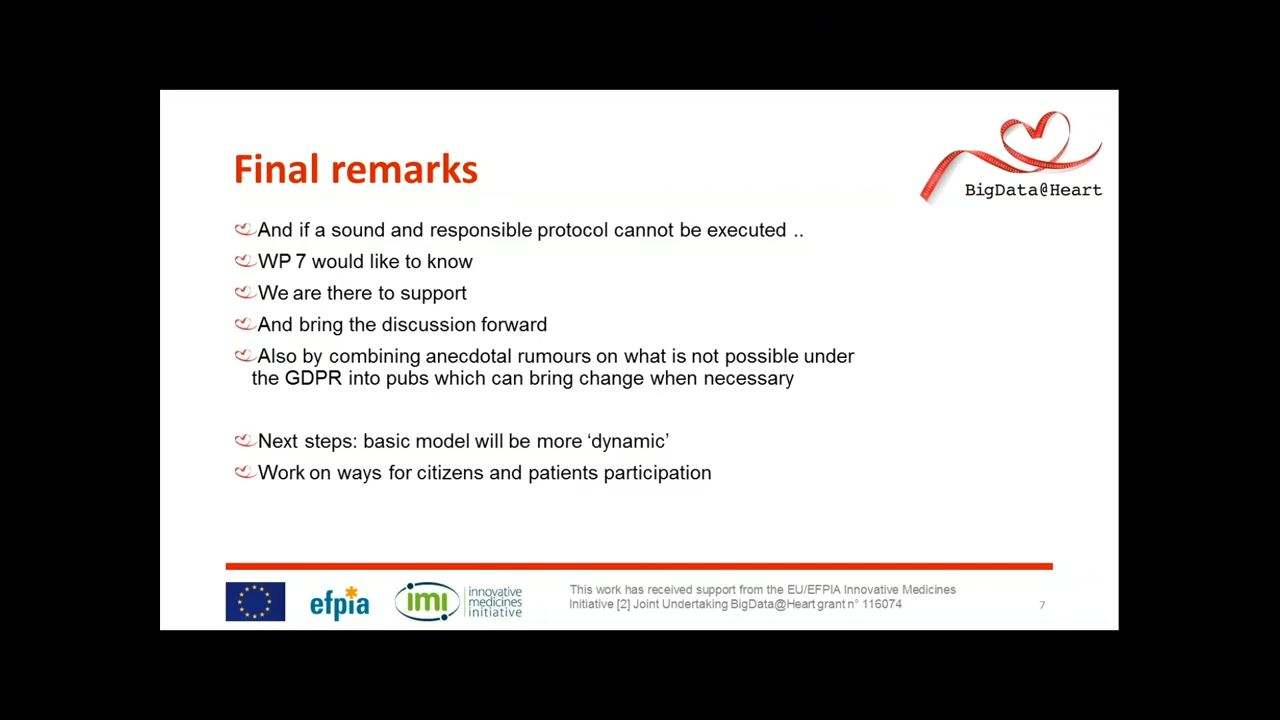 Final remarks
BigData@Heart
And if a sound and responsible protocol cannot be executed ..
WP 7 would like to know
We are there to support
And bring the discussion forward
Also by combining anecdotal rumours on what is not possible under
the GDPR into pubs which can bring change when necessary
Next steps: basic model will be more ‘dynamic’
Work on ways for citizens and patients participation
efpia
imi
innovative
medicines
initiative
This work has received support from the EU/EFPIA Innovative Medicines
Initiative [2] Joint Undertaking BigData@Heart grant n° 116074
7